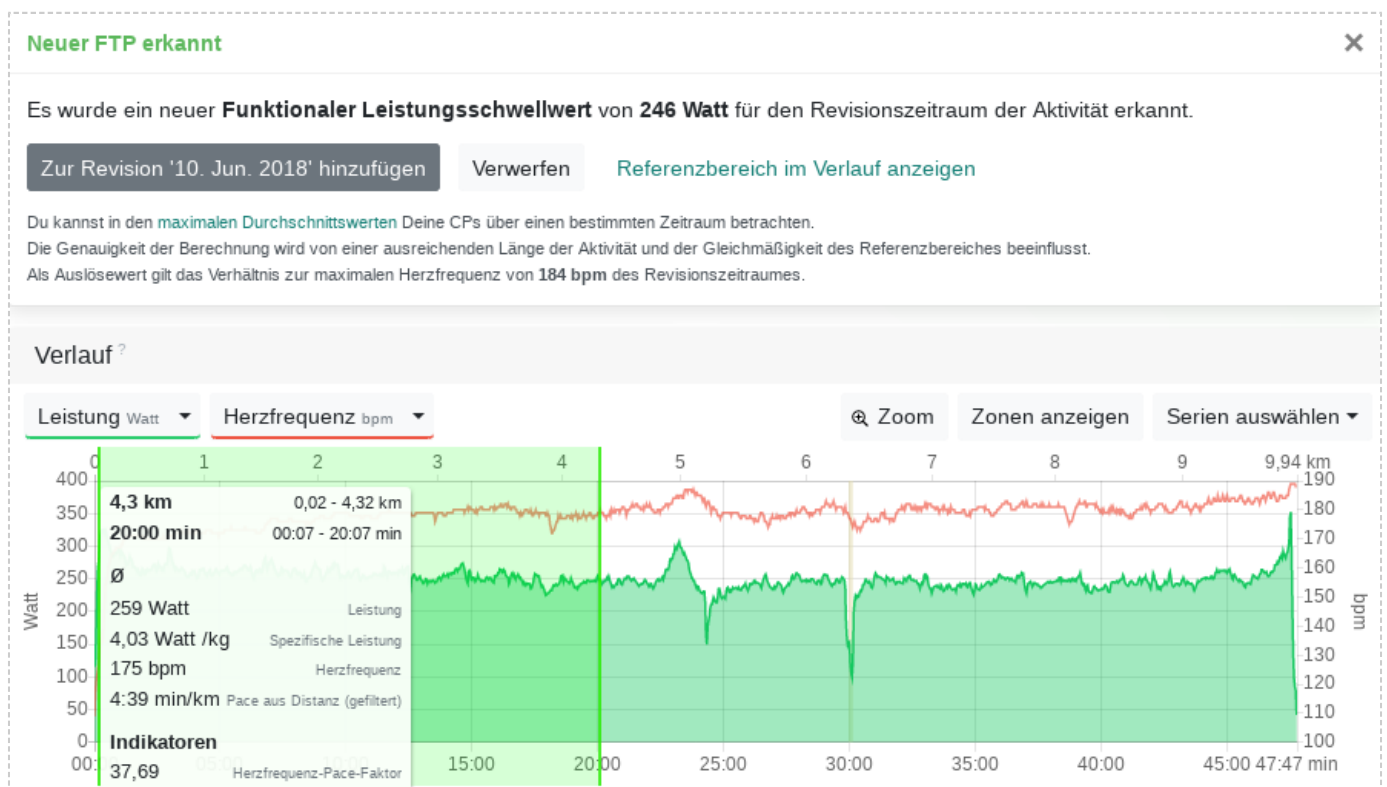 Neuer FTP erkannt
×
Es wurde ein neuer Funktionaler Leistungsschwellwert von 246 Watt für den Revisionszeitraum der Aktivität erkannt.
Zur Revision '10. Jun. 2018' hinzufügen Verwerfen Referenzbereich im Verlauf anzeigen
Du kannst in den maximalen Durchschnittswerten Deine CPs über einen bestimmten Zeitraum betrachten.
Die Genauigkeit der Berechnung wird von einer ausreichenden Länge der Aktivität und der Gleichmäßigkeit des Referenzbereiches beeinflusst.
Als Auslösewert gilt das Verhältnis zur maximalen Herzfrequenz von 184 bpm des Revisionszeitraumes.
Verlauf ?
Leistung Watt Herzfrequenz bpm Zoom Zonen anzeigen Serien auswählen
0 1 2 3 4 5 6 7 8 9 9,94 km
400
350
300
250
200
150
100
50
0
Watt
4,3 km 0,02 - 4,32 km
20:00 min 00:07 - 20:07 min
Ø
259 Watt Leistung
4,03 Watt /kg Spezifische Leistung
175 bpm Herzfrequenz
4:39 min/km Pace aus Distanz (gefiltert)
Indikatoren
37,69 Herzfrequenz-Pace-Faktor
190
180
170
160
150
140
130
120
110
100
bpm
00: 05:00 10:00 15:00 20:00 25:00 30:00 35:00 40:00 45:00 47:47 min